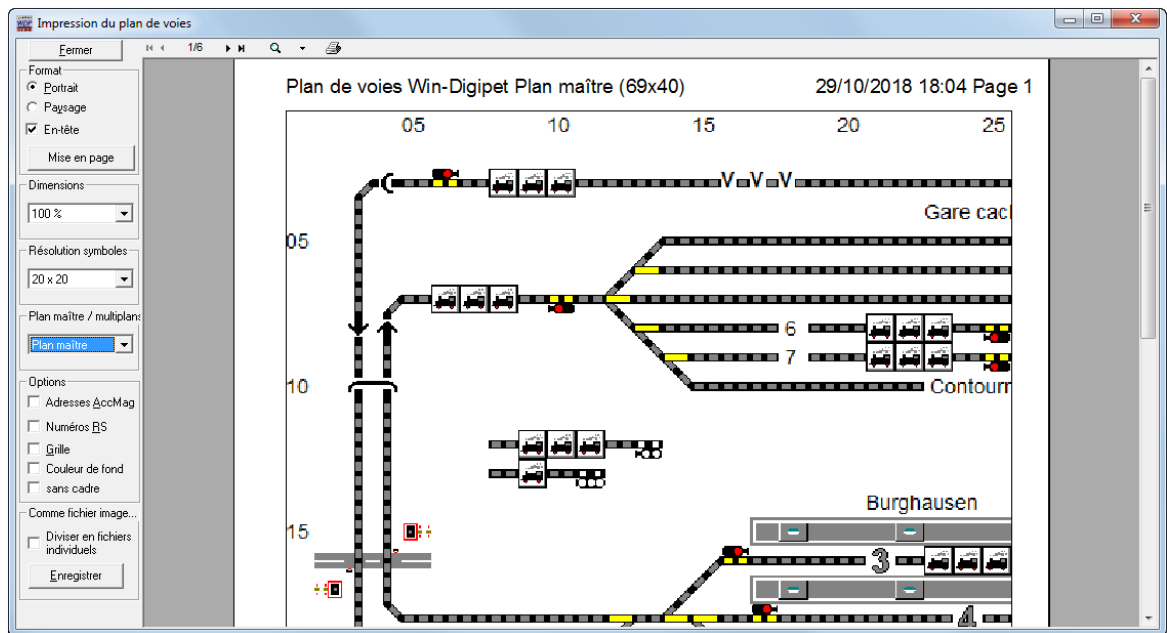 Impression du plan de voies
Fermer
1/6
Format
Portrait
Paysage
En-tête
Mise en page
Dimensions
100 %
Résolution symboles
20 x 20
Plan maître / multiplans
Plan maître
Options
Adresses AccMag
Numéros RS
Grille
Couleur de fond
sans cadre
Comme fichier image...
Diviser en fichiers
individuels
Enregistrer
Plan de voies Win-Digipet Plan maître (69x40)
29/10/2018 18:04 Page 1
05 10 15 20 25
V V V
Gare cacl
05
6
7
10
Contourn
Burghausen
15
3
4